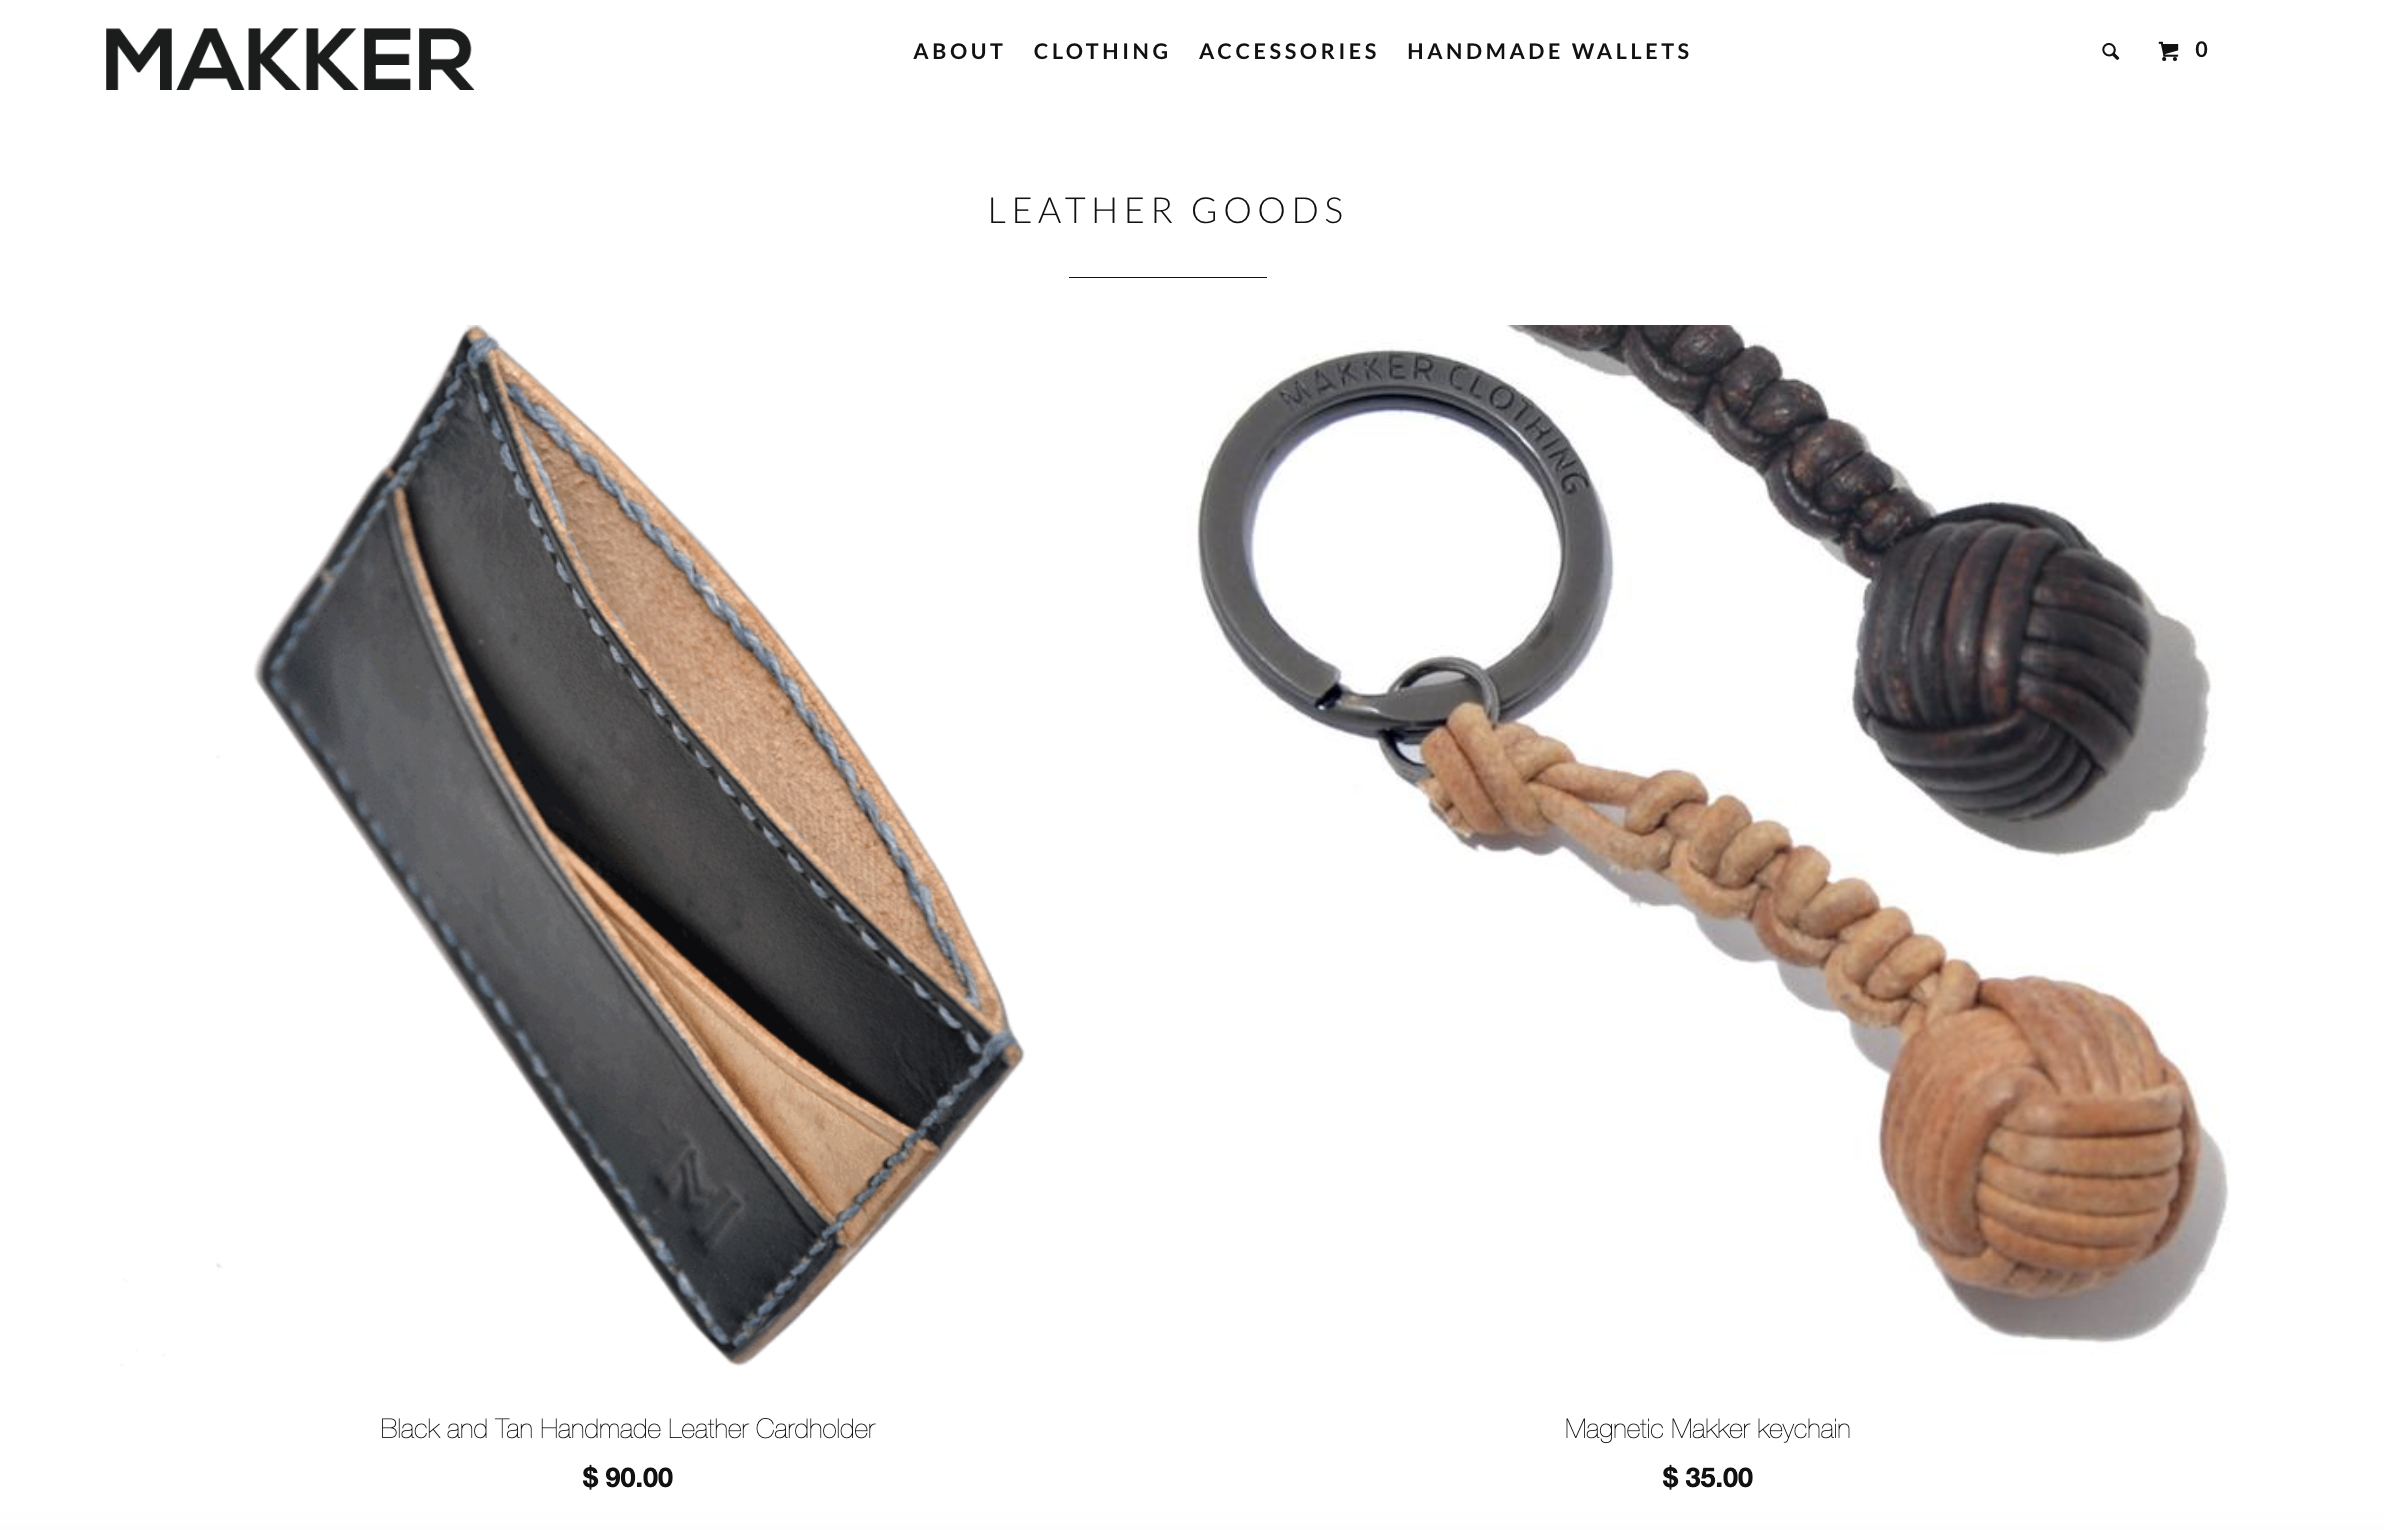 MAKKER
ABOUT CLOTHING ACCESSORIES HANDMADE WALLETS
0
LEATHER GOODS
MAKKER CLOTHING
M
Black and Tan Handmade Leather Cardholder
$ 90.00
Magnetic Makker keychain
$ 35.00